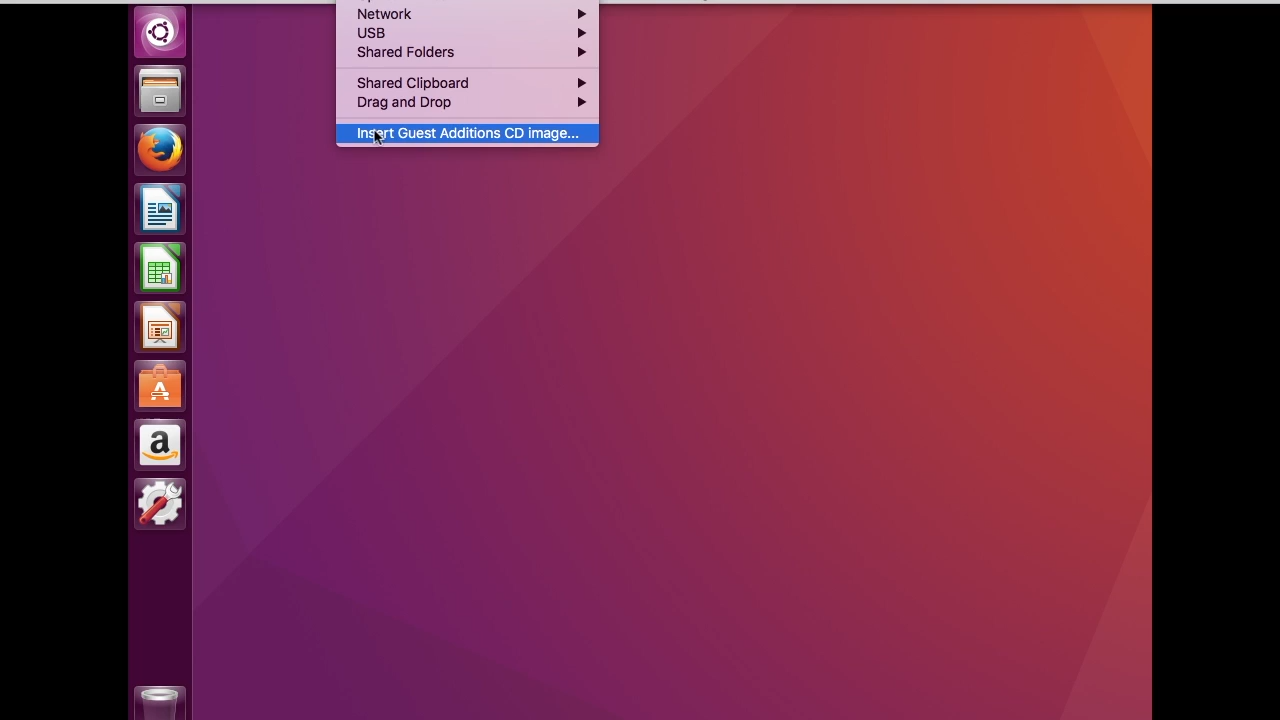 Network
USB
Shared Folders
Shared Clipboard
Drag and Drop
Insert Guest Additions CD image...